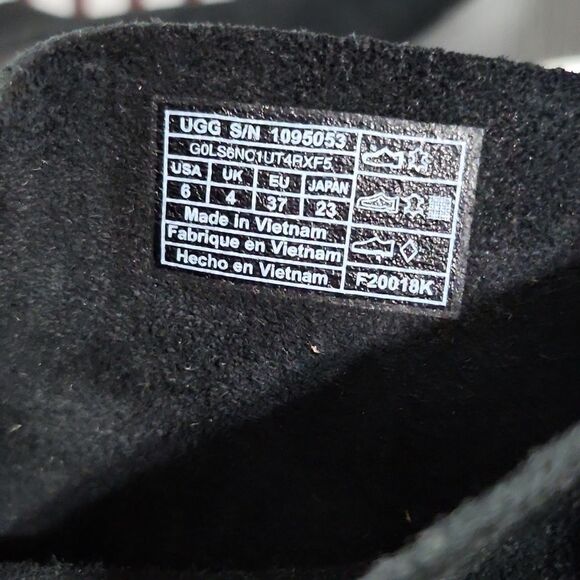 UGG S/N 1095053
G0LS6NO1UT4RXF5
USA UK EU JAPAN
6 4 37 23
Made in Vietnam
Fabrique en Vietnam
Hecho en Vietnam
F20018K